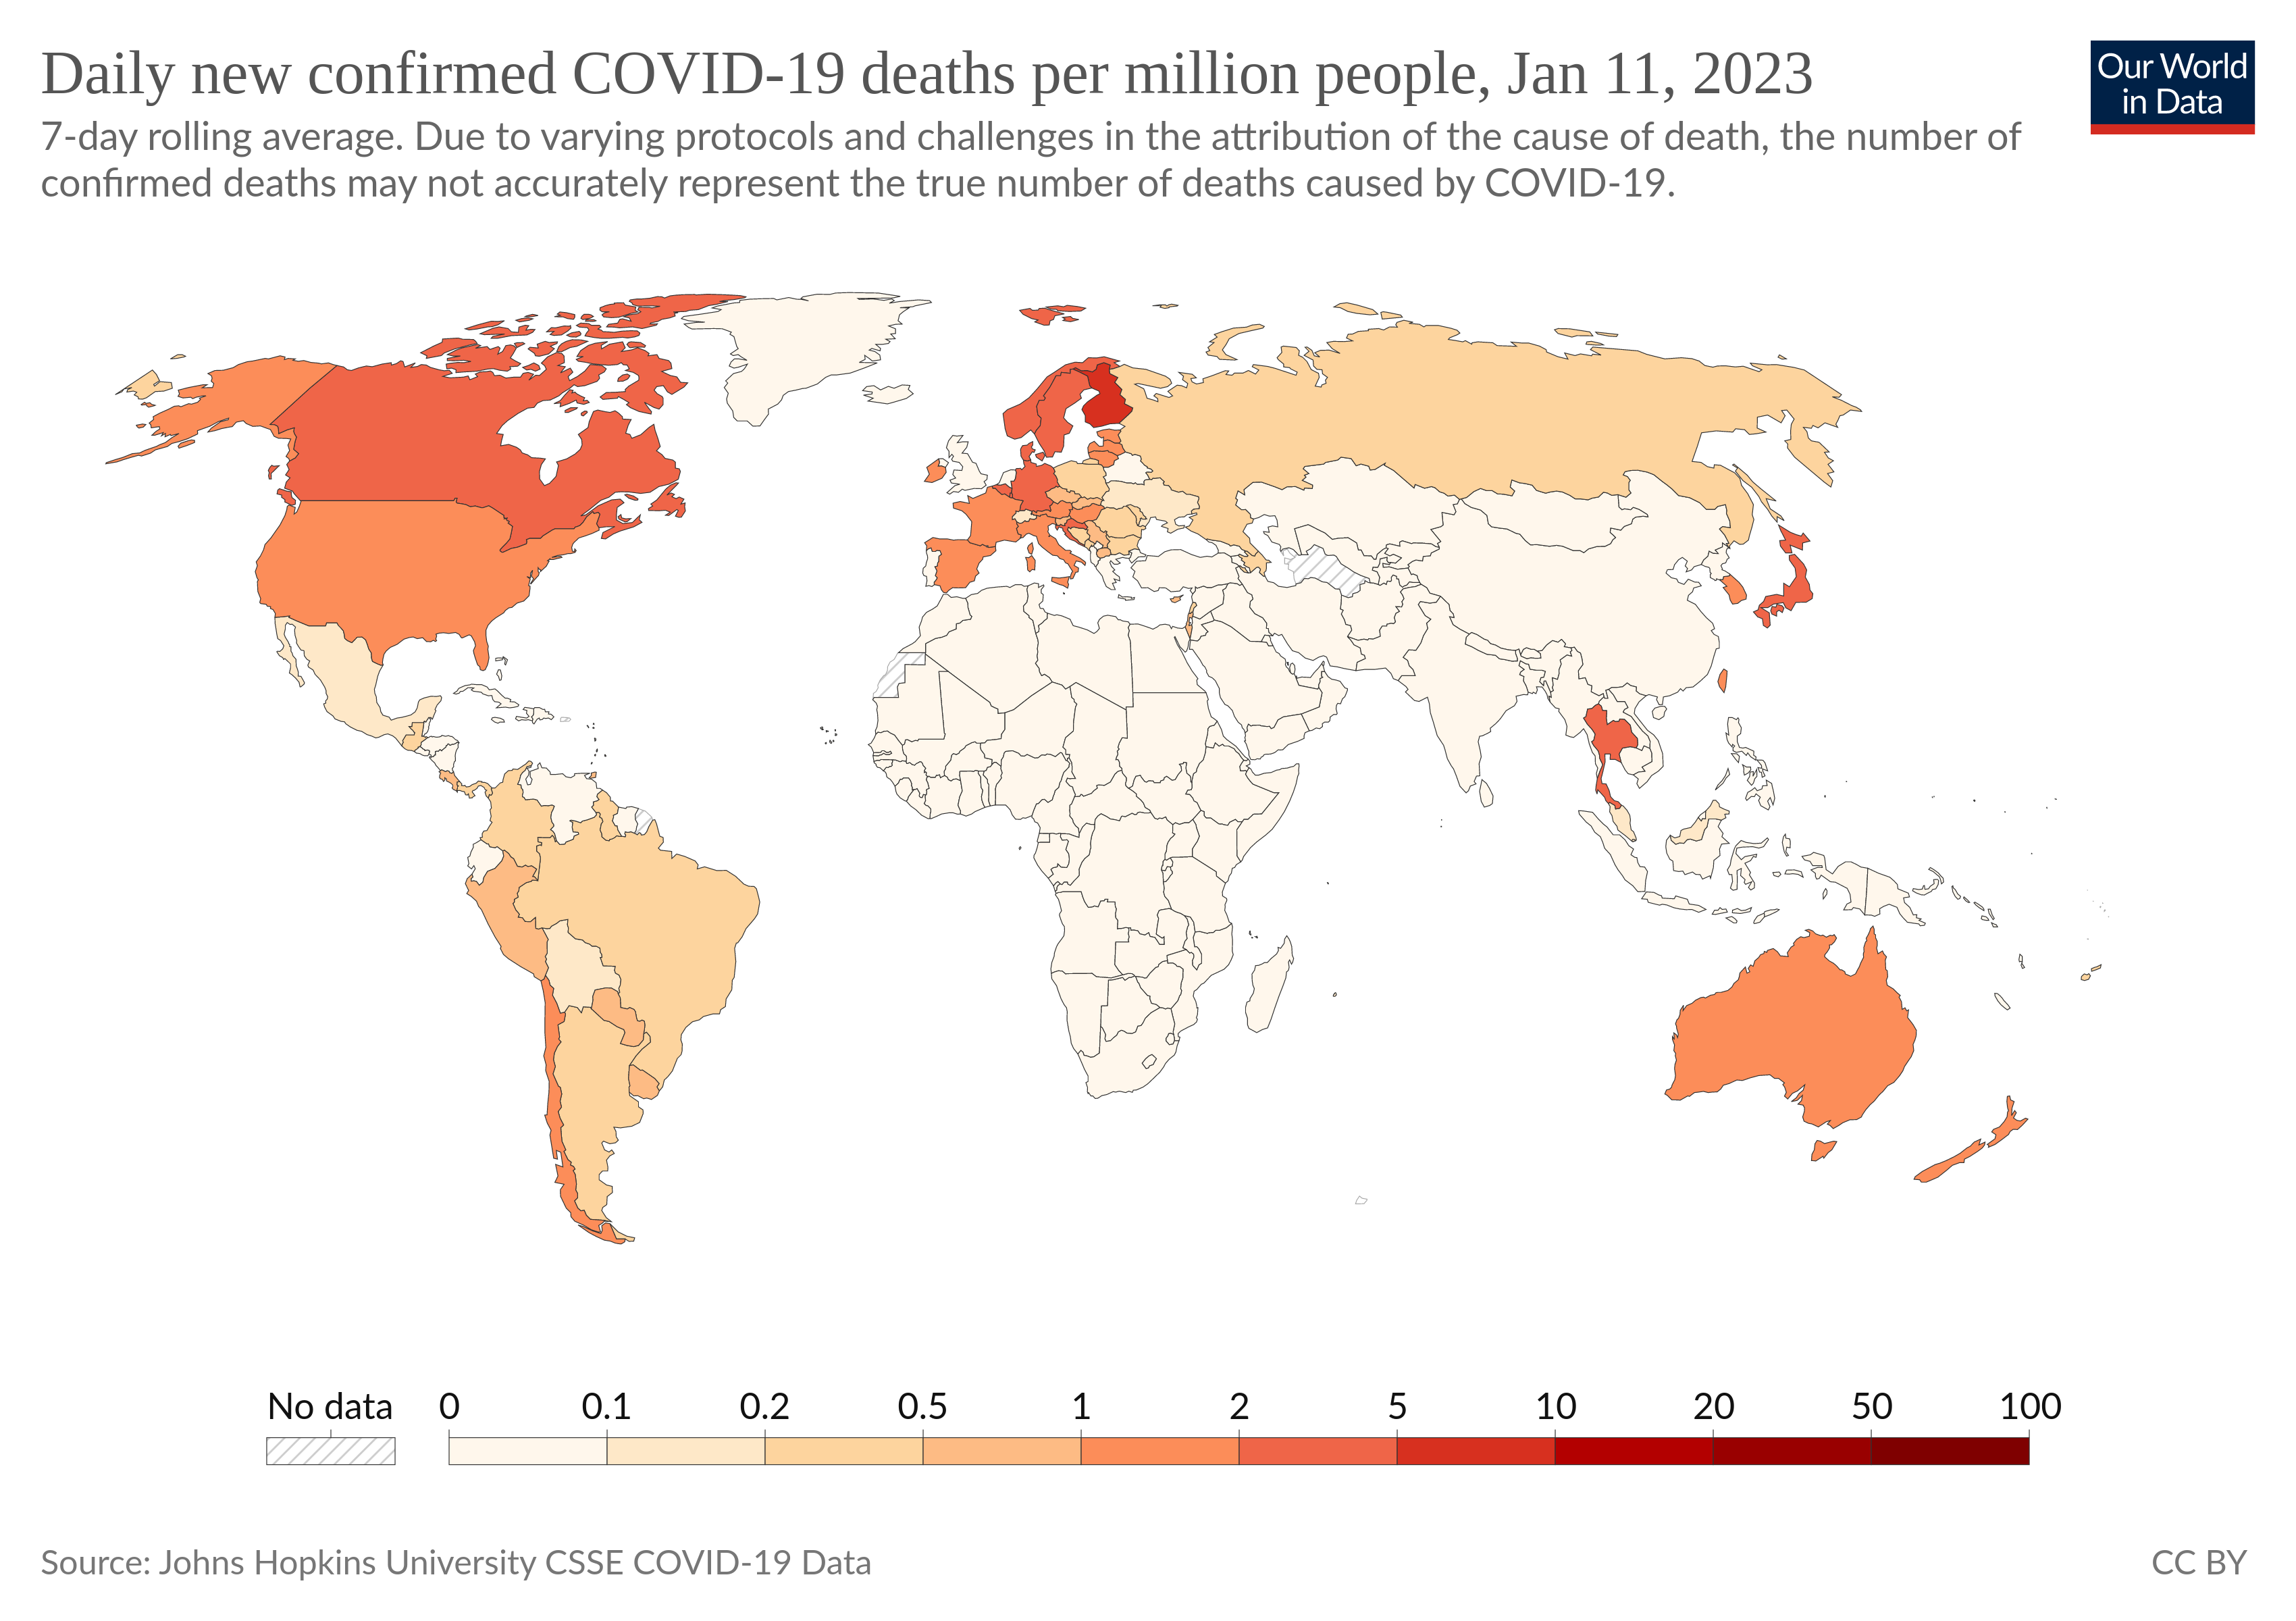 Daily new confirmed COVID-19 deaths per million people, Jan 11, 2023
Our World
in Data
7-day rolling average. Due to varying protocols and challenges in the attribution of the cause of death, the number of
confirmed deaths may not accurately represent the true number of deaths caused by COVID-19.
No data 0 0.1 0.2 0.5 1 2 5 10 20 50 100
Source: Johns Hopkins University CSSE COVID-19 Data
CC BY